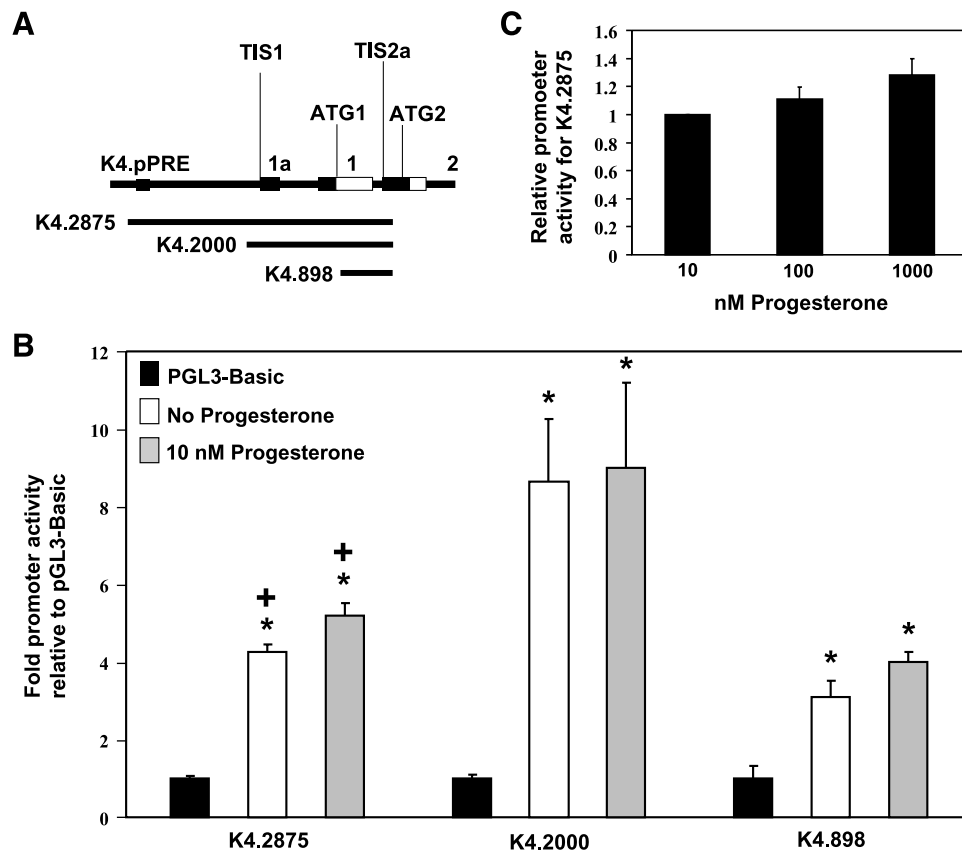 A
TIS1
TIS2a
ATG1
ATG2
K4.pPRE
1a
1
2
K4.2875
K4.2000
K4.898
C
Relative promoeter
activity for K4.2875
1.6
1.4
1.2
1
0.8
0.6
0.4
0.2
0
10
100
1000
nM Progesterone
B
Fold promoter activity
relative to pGL3-Basic
12
10
8
6
4
2
0
PGL3-Basic
No Progesterone
10 nM Progesterone
+
*
+
*
*
*
*
*
K4.2875
K4.2000
K4.898